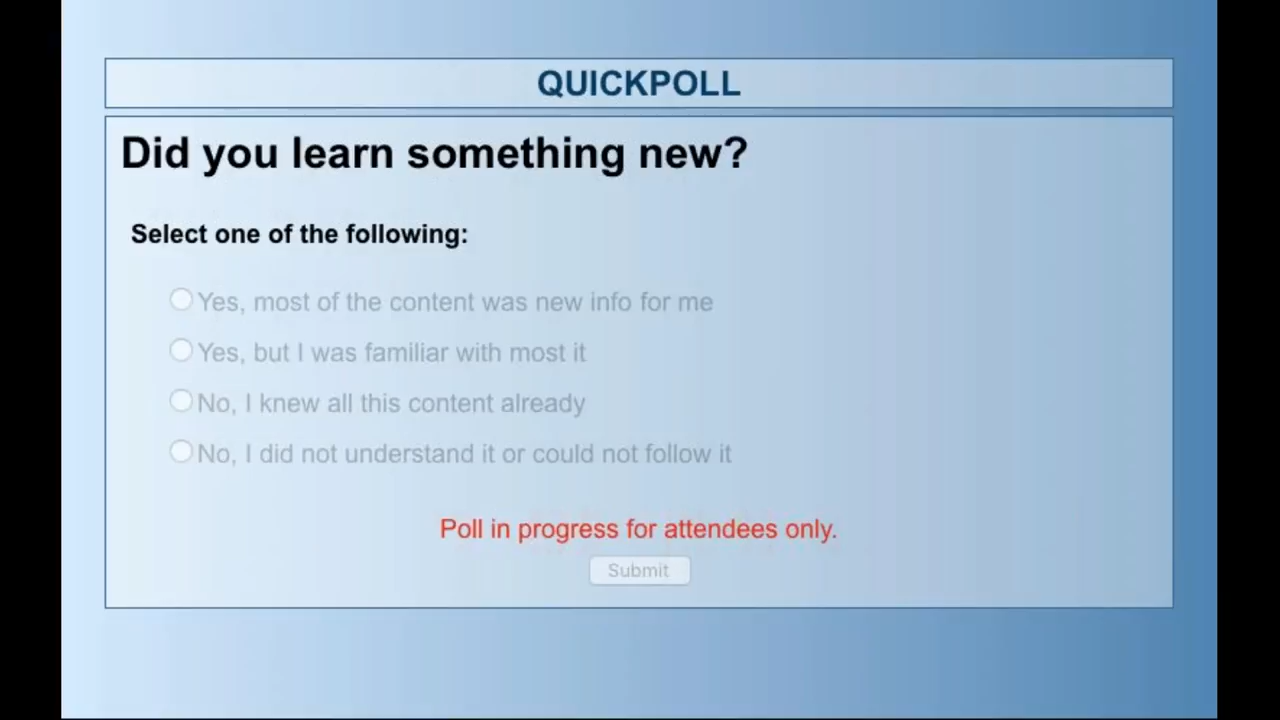 QUICKPOLL
Did you learn something new?
Select one of the following:
Yes, most of the content was new info for me
Yes, but I was familiar with most it
No, I knew all this content already
No, I did not understand it or could not follow it
Poll in progress for attendees only.
Submit